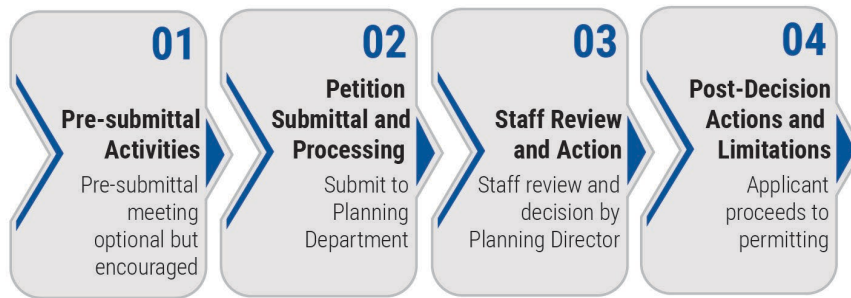 01
Pre-submittal
Activities
Pre-submittal
meeting
optional but
encouraged
02
Petition
Submittal and
Processing
Submit to
Planning
Department
03
Staff Review
and Action
Staff review and
decision by
Planning Director
04
Post-Decision
Actions and
Limitations
Applicant
proceeds to
permitting